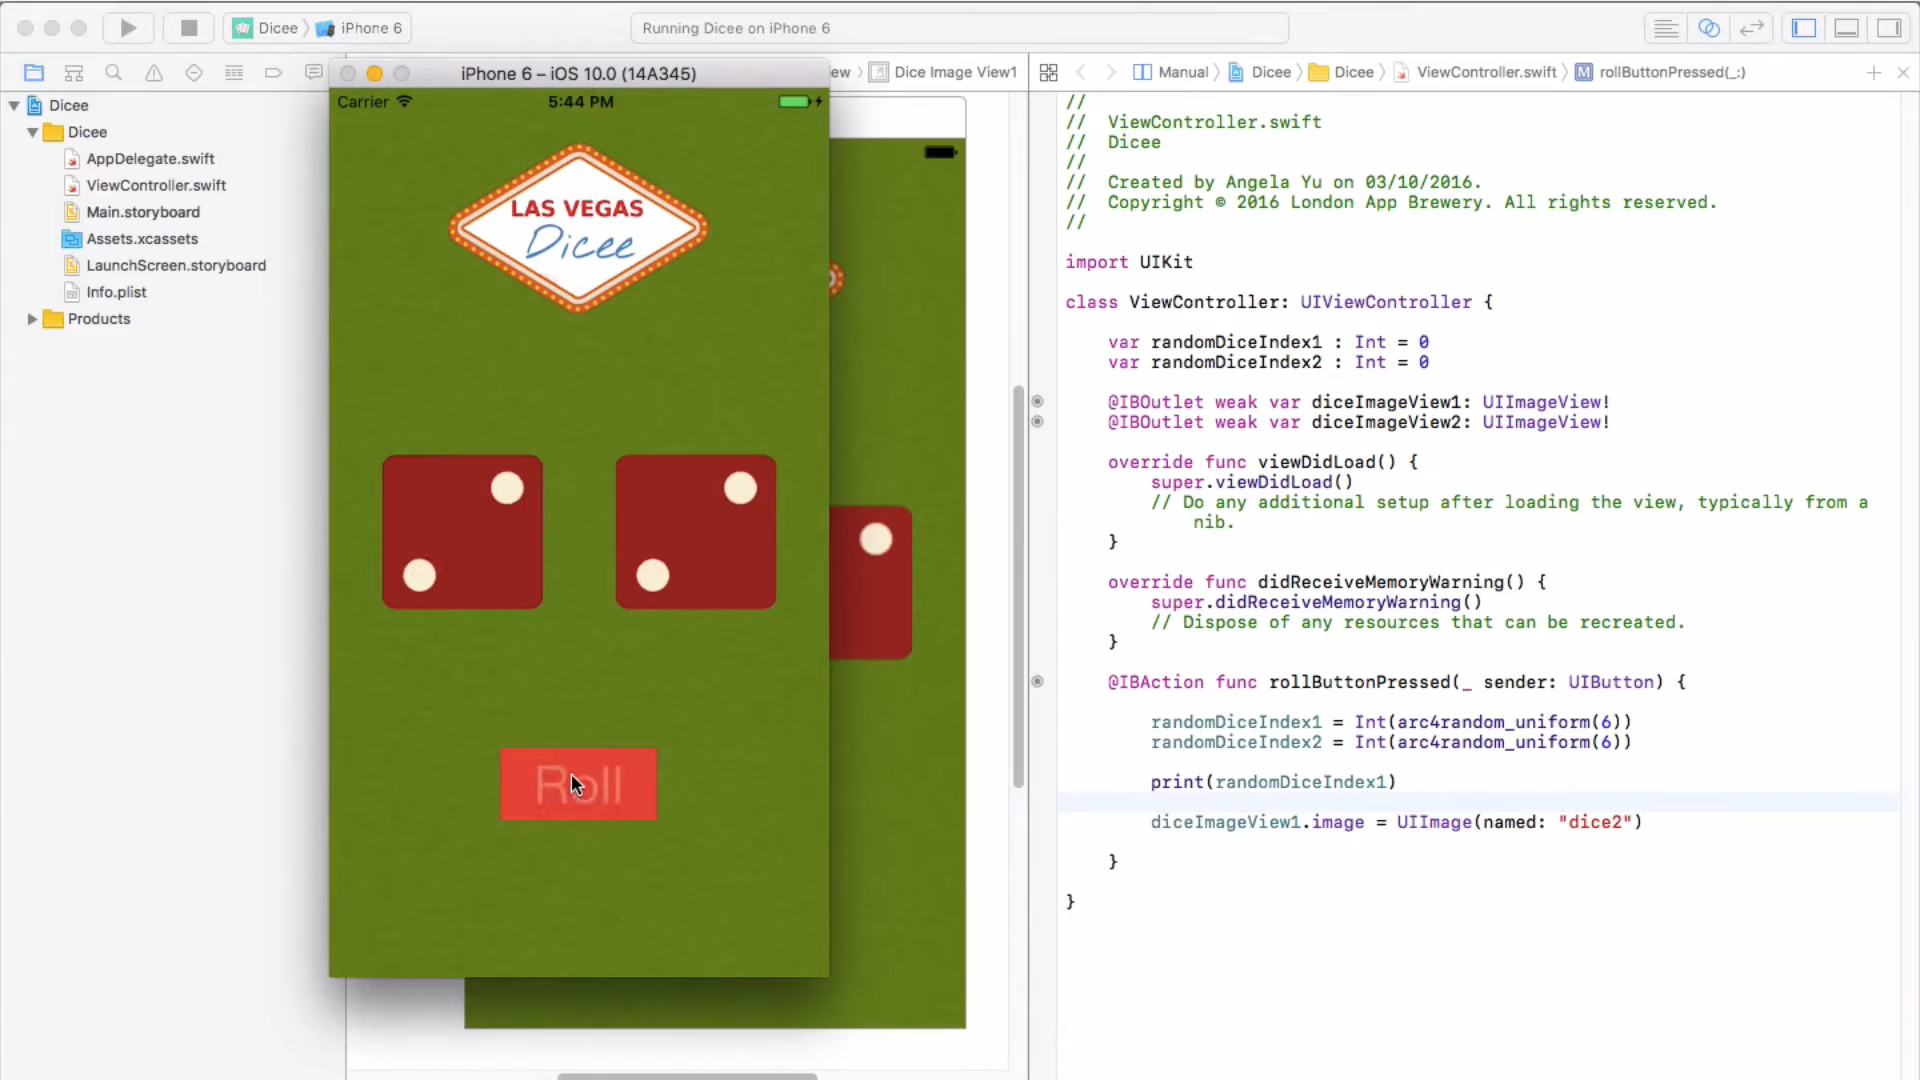 Dicee
iPhone 6
Running Dicee on iPhone 6
iPhone 6 – iOS 10.0 (14A345)
ew
Dice Image View1
Manual
Dicee
Dicee
ViewController.swift
M
rollButtonPressed(_:)
Dicee
Dicee
AppDelegate.swift
ViewController.swift
Main.storyboard
Assets.xcassets
LaunchScreen.storyboard
Info.plist
Products
Carrier
5:44 PM
LAS VEGAS
Dicee
Roll
//
//  ViewController.swift
//  Dicee
//
//  Created by Angela Yu on 03/10/2016.
//  Copyright © 2016 London App Brewery. All rights reserved.
//
import UIKit
class ViewController: UIViewController {
var randomDiceIndex1 : Int = 0
var randomDiceIndex2 : Int = 0
@IBOutlet weak var diceImageView1: UIImageView!
@IBOutlet weak var diceImageView2: UIImageView!
override func viewDidLoad() {
super.viewDidLoad()
// Do any additional setup after loading the view, typically from a
nib.
}
override func didReceiveMemoryWarning() {
super.didReceiveMemoryWarning()
// Dispose of any resources that can be recreated.
}
@IBAction func rollButtonPressed(_ sender: UIButton) {
randomDiceIndex1 = Int(arc4random_uniform(6))
randomDiceIndex2 = Int(arc4random_uniform(6))
print(randomDiceIndex1)
diceImageView1.image = UIImage(named: "dice2")
}
}